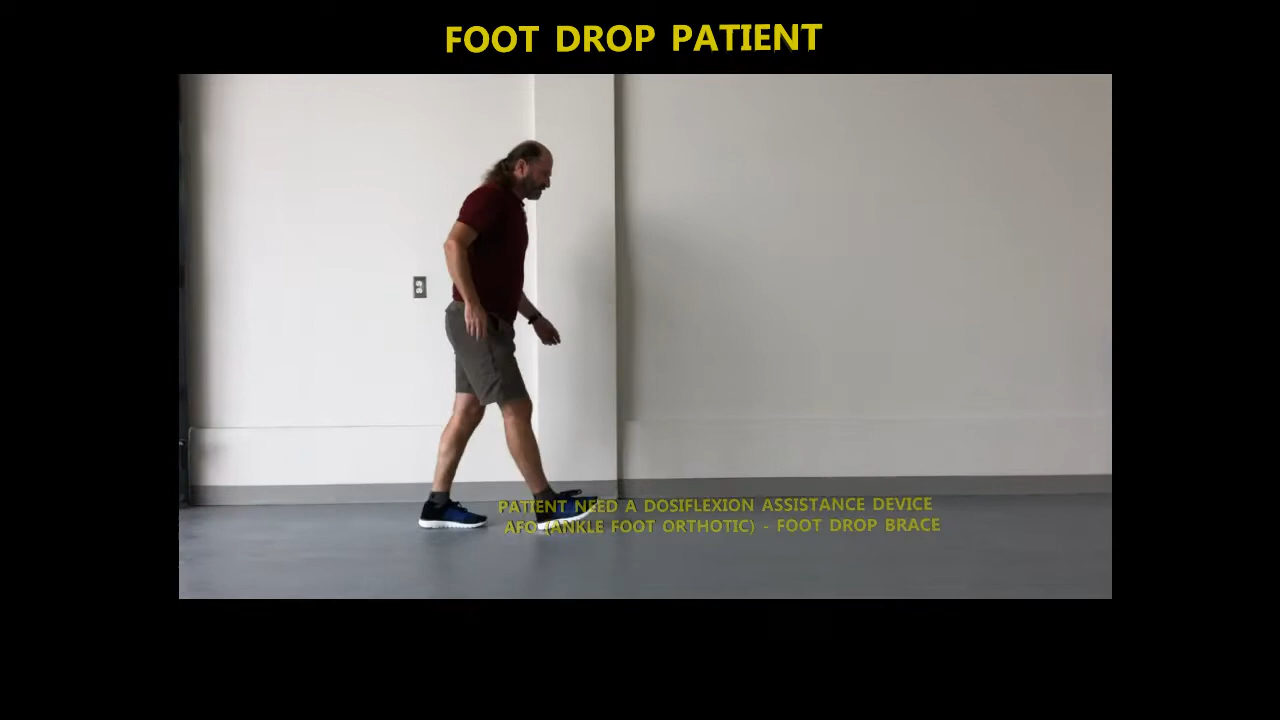 FOOT DROP PATIENT
PATIENT NEED A DOSIFLEXION ASSISTANCE DEVICE
AFO (ANKLE FOOT ORTHOTIC) - FOOT DROP BRACE